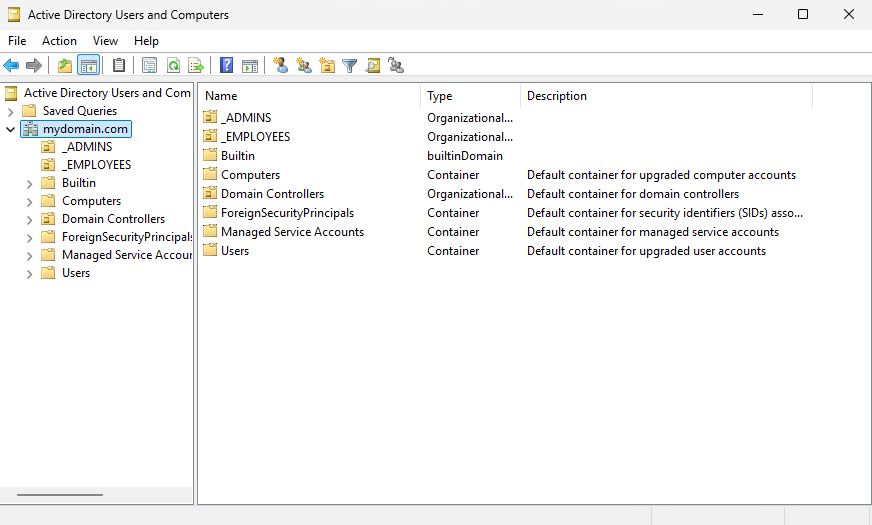 Active Directory Users and Computers
File Action View Help
Active Directory Users and Com
Saved Queries
mydomain.com
_ADMINS
_EMPLOYEES
Builtin
Computers
Domain Controllers
ForeignSecurityPrincipals
Managed Service Accoun
Users
Name Type Description
_ADMINS Organizational...
_EMPLOYEES Organizational...
Builtin builtinDomain
Computers Container Default container for upgraded computer accounts
Domain Controllers Organizational... Default container for domain controllers
ForeignSecurityPrincipals Container Default container for security identifiers (SIDs) asso...
Managed Service Accounts Container Default container for managed service accounts
Users Container Default container for upgraded user accounts